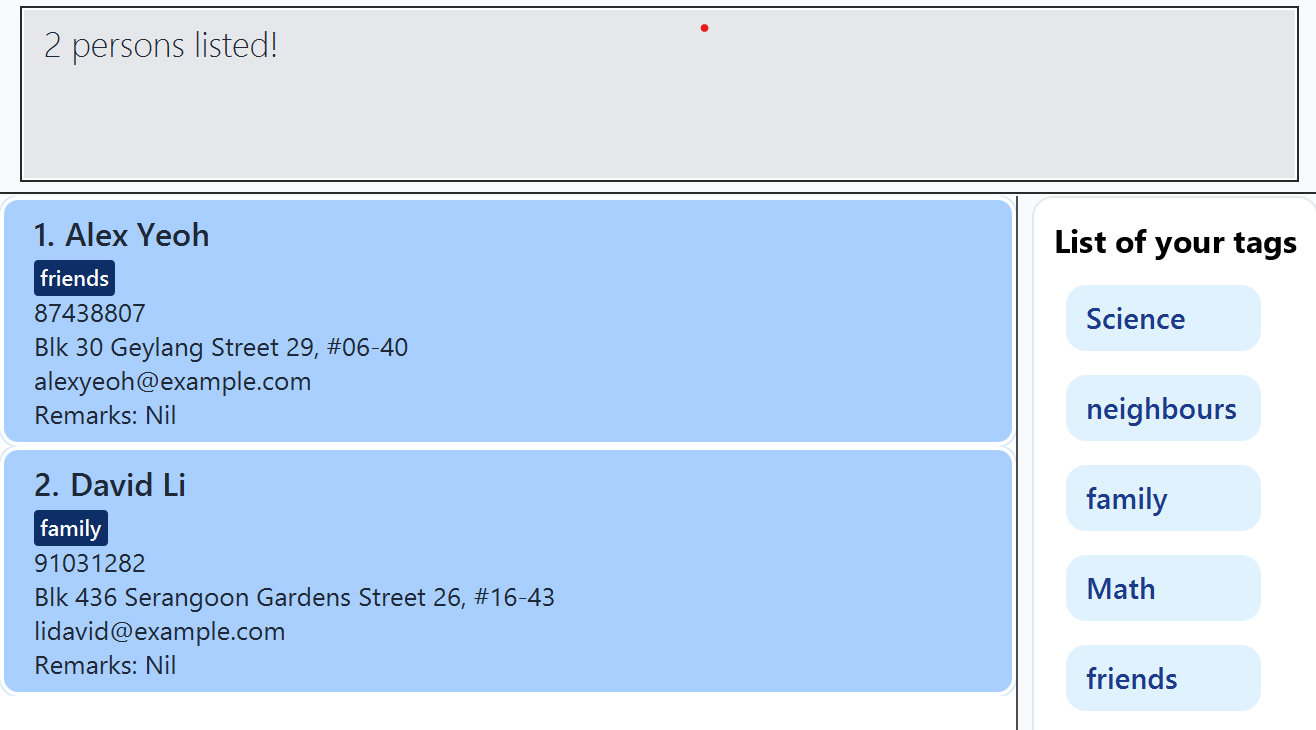 2 persons listed!
1. Alex Yeoh
friends
87438807
Blk 30 Geylang Street 29, #06-40
alexyeoh@example.com
Remarks: Nil
2. David Li
family
91031282
Blk 436 Serangoon Gardens Street 26, #16-43
lidavid@example.com
Remarks: Nil
List of your tags
Science
neighbours
family
Math
friends